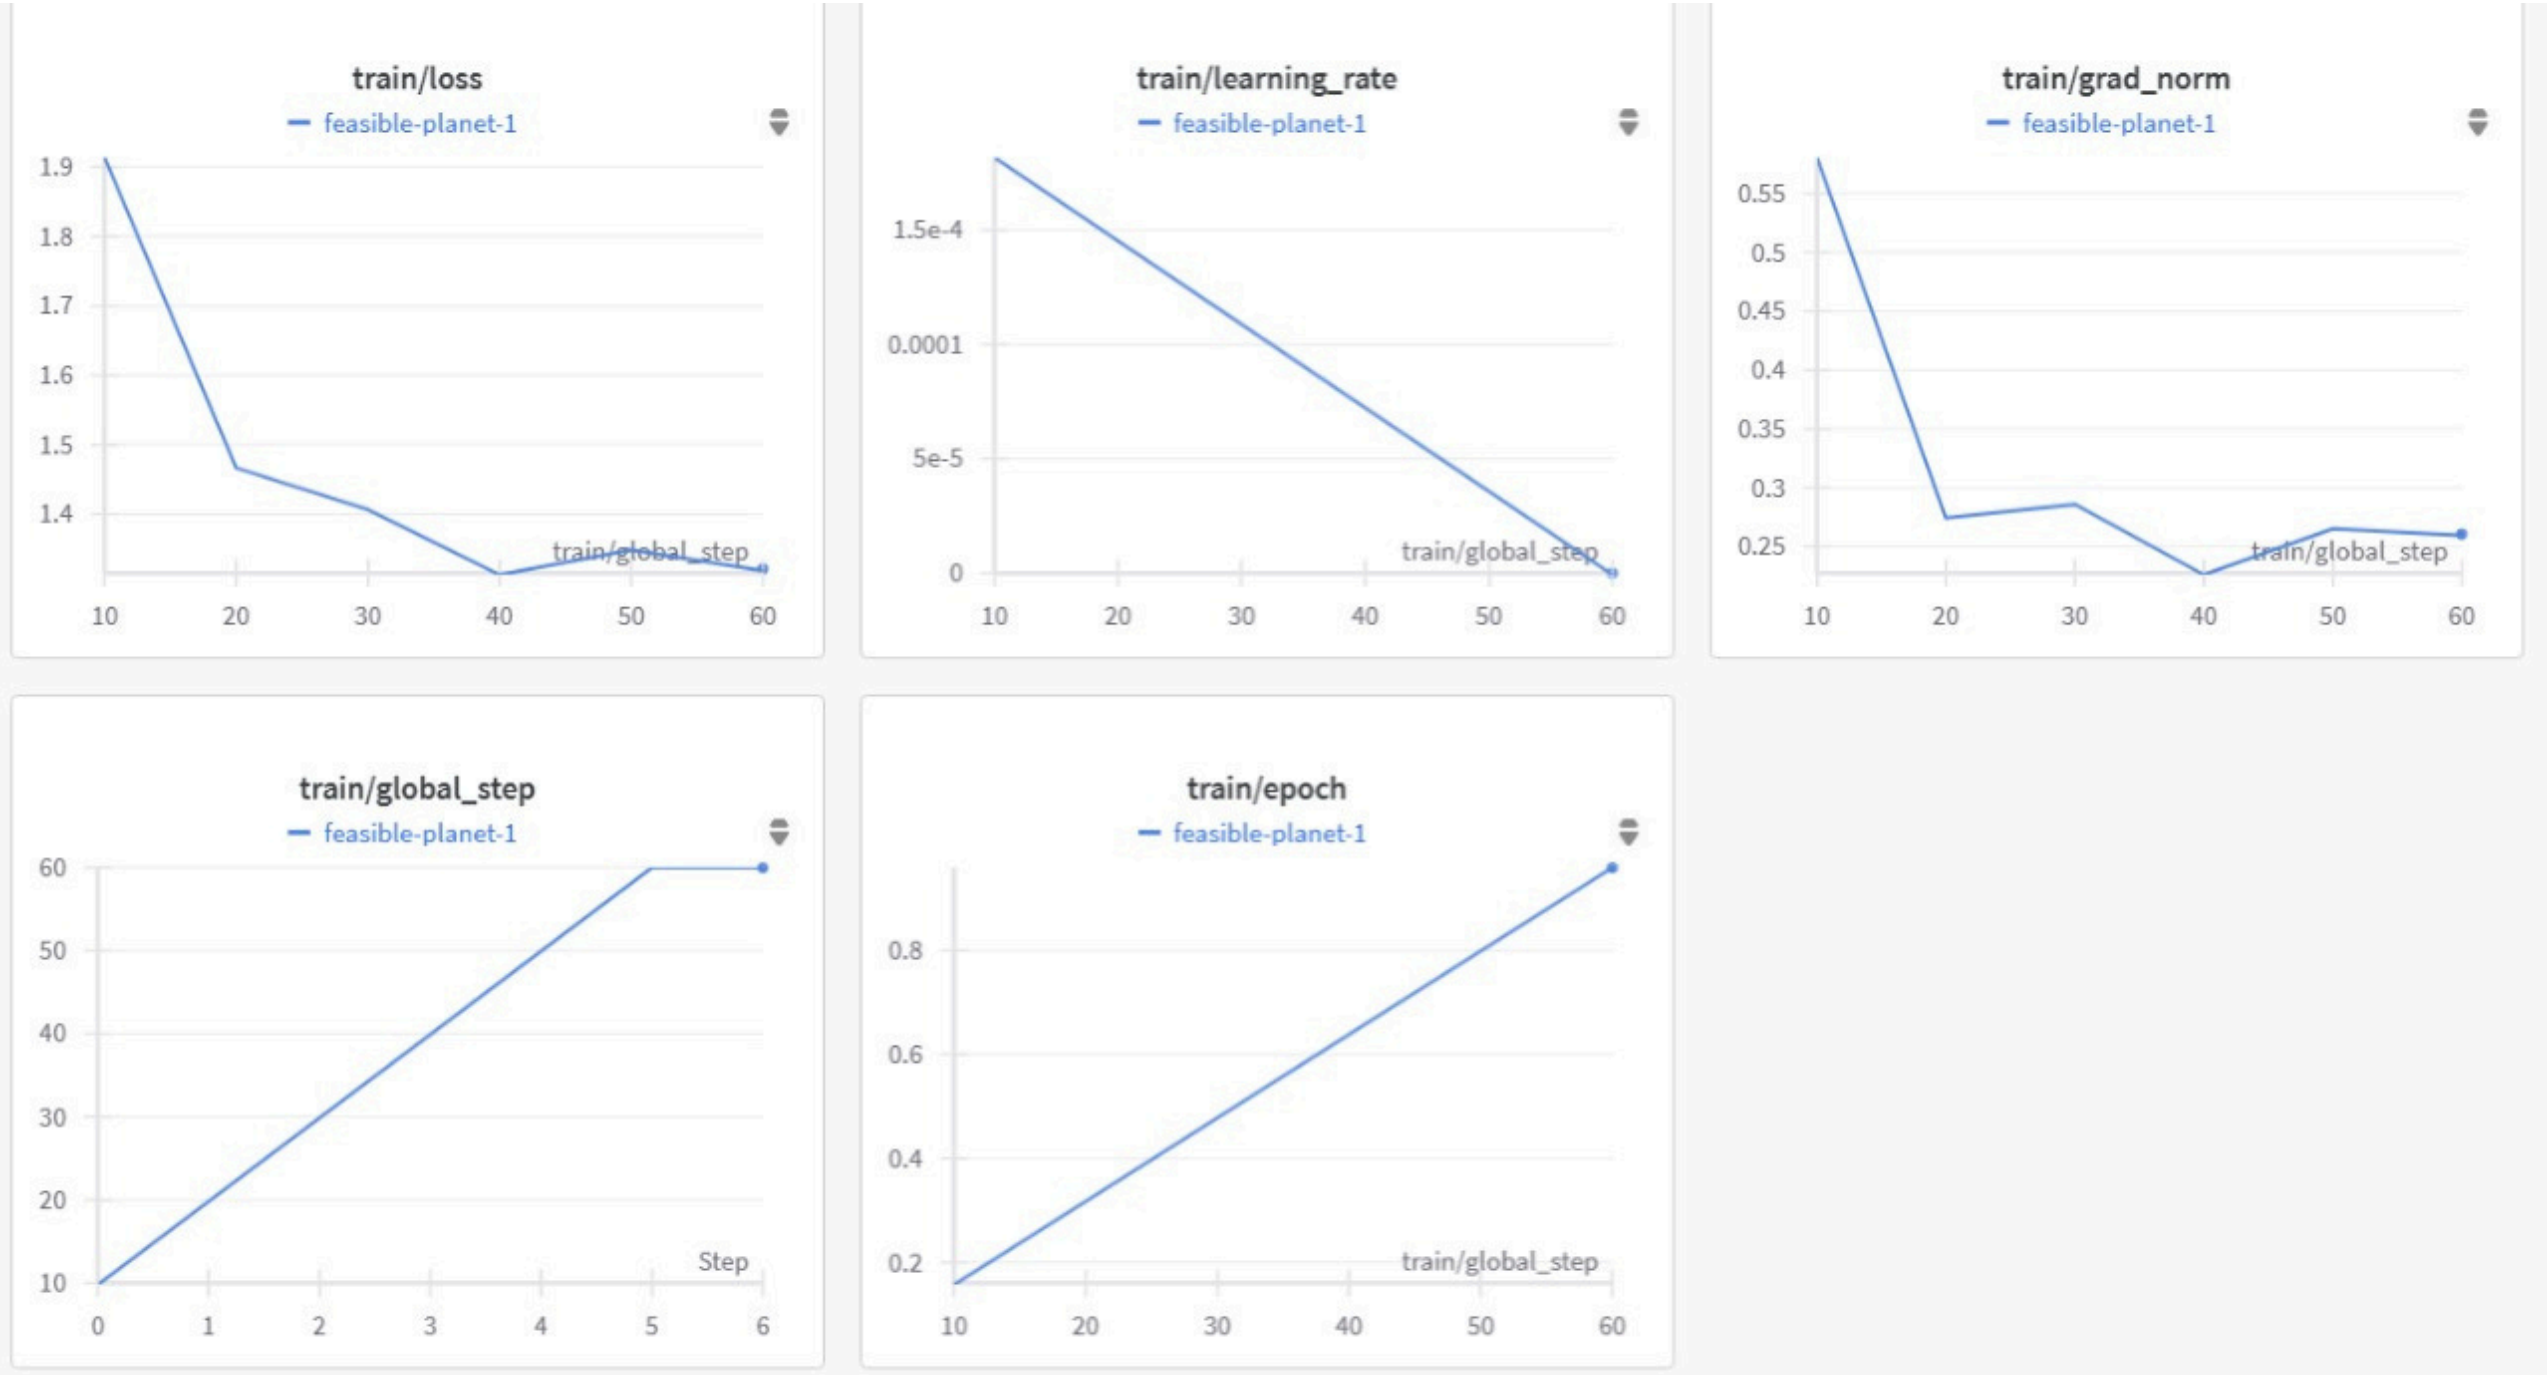 train/loss
feasible-planet-1
1.9
1.8
1.7
1.6
1.5
1.4
train/global_step
10 20 30 40 50 60
train/learning_rate
feasible-planet-1
1.5e-4
0.0001
5e-5
0
train/global_step
10 20 30 40 50 60
train/grad_norm
feasible-planet-1
0.55
0.5
0.45
0.4
0.35
0.3
0.25
train/global_step
10 20 30 40 50 60
train/global_step
feasible-planet-1
60
50
40
30
20
10
Step
0 1 2 3 4 5 6
train/epoch
feasible-planet-1
0.8
0.6
0.4
0.2
train/global_step
10 20 30 40 50 60